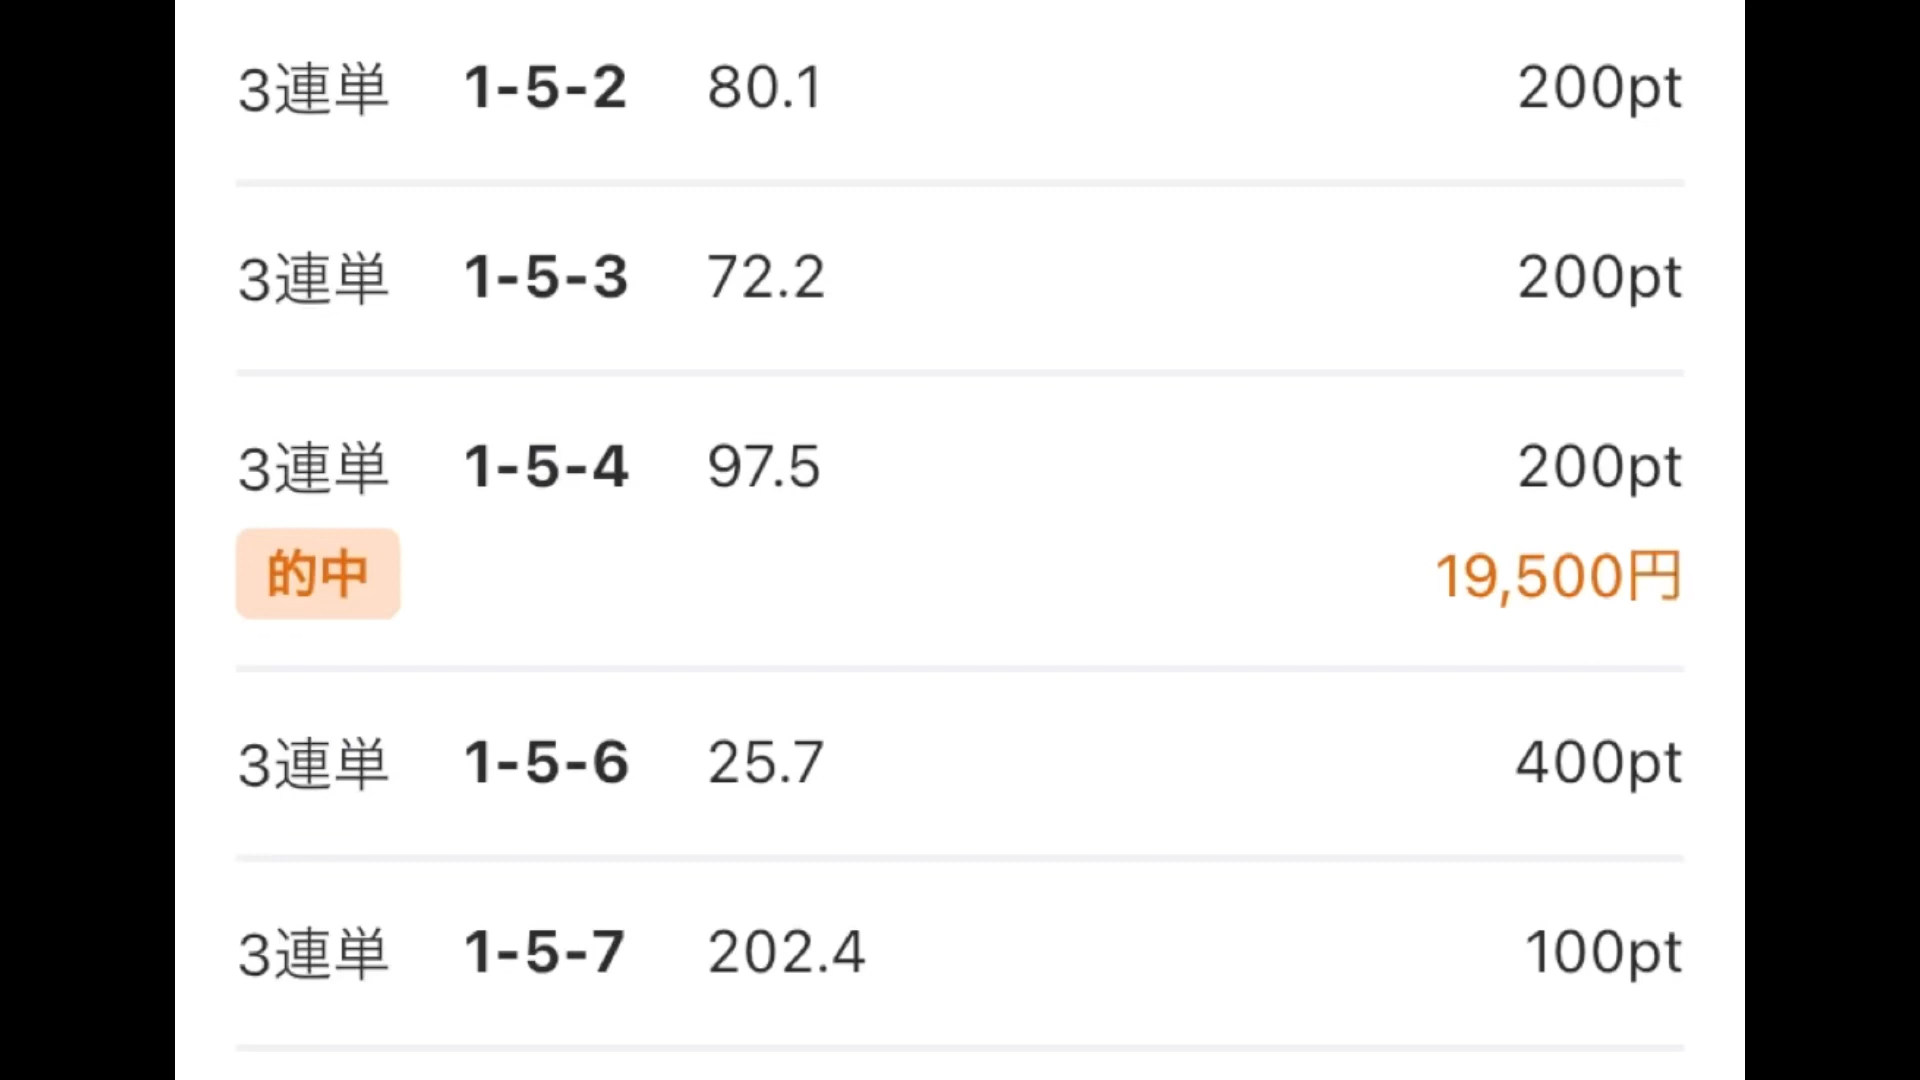 3連単 1-5-2 80.1 200pt
3連単 1-5-3 72.2 200pt
3連単 1-5-4 97.5 200pt
的中 19,500円
3連単 1-5-6 25.7 400pt
3連単 1-5-7 202.4 100pt